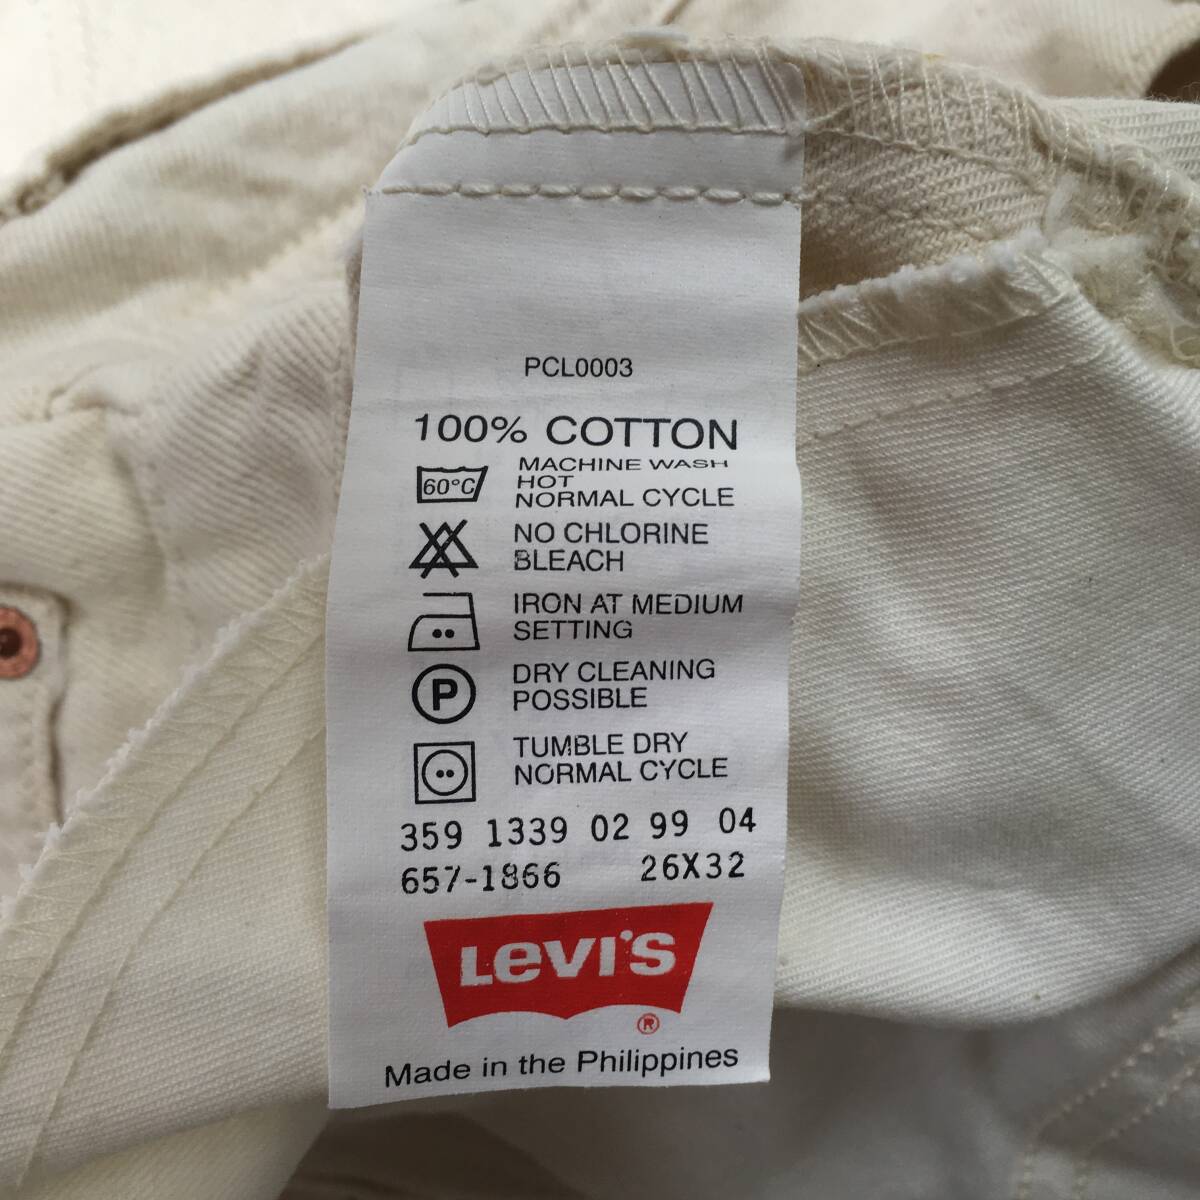 PCL0003
100% COTTON
60°C MACHINE WASH
HOT
NORMAL CYCLE
NO CHLORINE
BLEACH
IRON AT MEDIUM
SETTING
P DRY CLEANING
POSSIBLE
TUMBLE DRY
NORMAL CYCLE
359 1339 02 99 04
657-1866 26X32
Levi's
®
Made in the Philippines